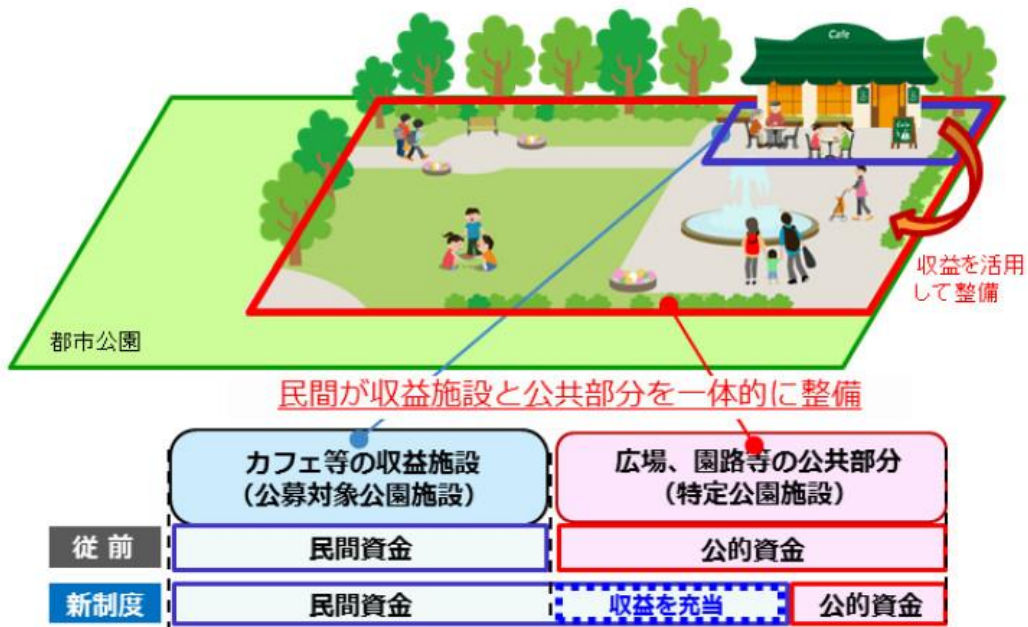 Cafe
Cafe
収益を活用
して整備
都市公園
民間が収益施設と公共部分を一体的に整備
カフェ等の収益施設
（公募対象公園施設）
広場、園路等の公共部分
（特定公園施設）
従 前
民間資金
公的資金
新制度
民間資金
収益を充当
公的資金